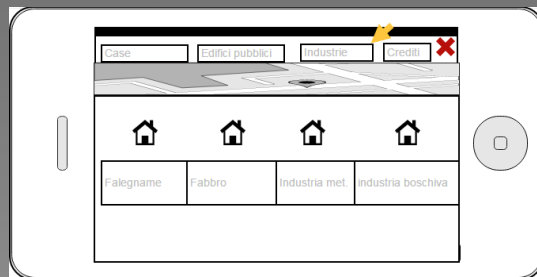 Case
Edifici pubblici
Industrie
Crediti
Falegname
Fabbro
Industria met.
industria boschiva